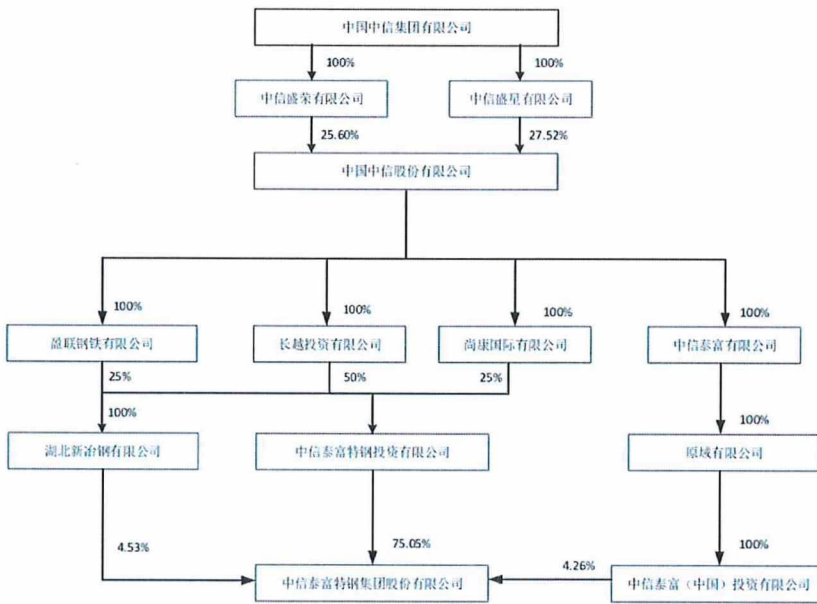 中国中信集团有限公司
100%
100%
中信盛荣有限公司
中信盛星有限公司
25.60%
27.52%
中国中信股份有限公司
100%
100%
100%
100%
盈联钢铁有限公司
长越投资有限公司
尚康国际有限公司
中信泰富有限公司
25%
50%
25%
100%
100%
湖北新冶钢有限公司
中信泰富特钢投资有限公司
原域有限公司
4.53%
75.05%
100%
4.26%
中信泰富特钢集团股份有限公司
中信泰富（中国）投资有限公司